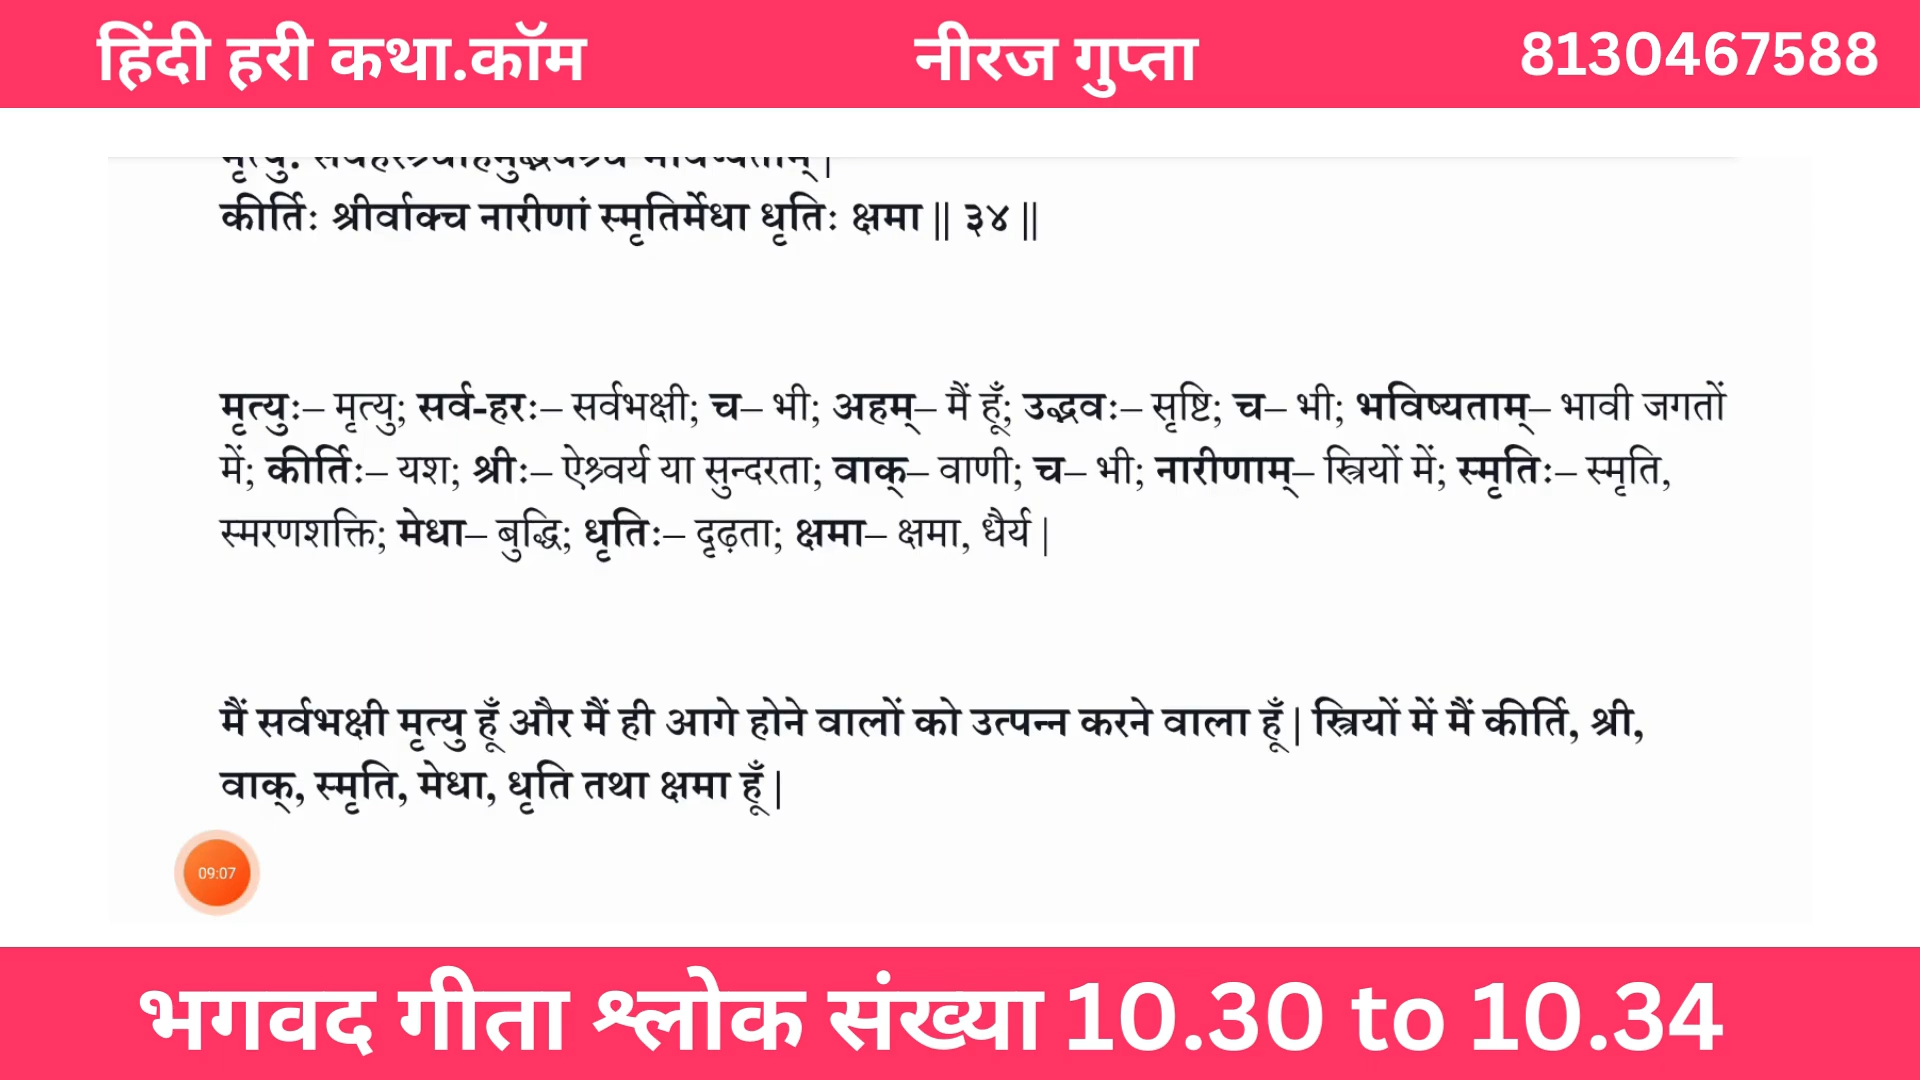 हिंदी हरी कथा.कॉम
नीरज गुप्ता
8130467588
कीर्तिः श्रीर्वाक्च नारीणां स्मृतिर्मेधा धृतिः क्षमा || ३४ ||
मृत्युः– मृत्यु; सर्व-हरः– सर्वभक्षी; च– भी; अहम्– मैं हूँ; उद्भवः– सृष्टि; च– भी; भविष्यताम्– भावी जगतों
में; कीर्तिः– यश; श्रीः– ऐश्र्वर्य या सुन्दरता; वाक्– वाणी; च– भी; नारीणाम्– स्त्रियों में; स्मृतिः– स्मृति,
स्मरणशक्ति; मेधा– बुद्धि; धृतिः– दृढ़ता; क्षमा– क्षमा, धैर्य |
मैं सर्वभक्षी मृत्यु हूँ और मैं ही आगे होने वालों को उत्पन्न करने वाला हूँ | स्त्रियों में मैं कीर्ति, श्री,
वाक्, स्मृति, मेधा, धृति तथा क्षमा हूँ |
09:07
भगवद गीता श्लोक संख्या 10.30 to 10.34